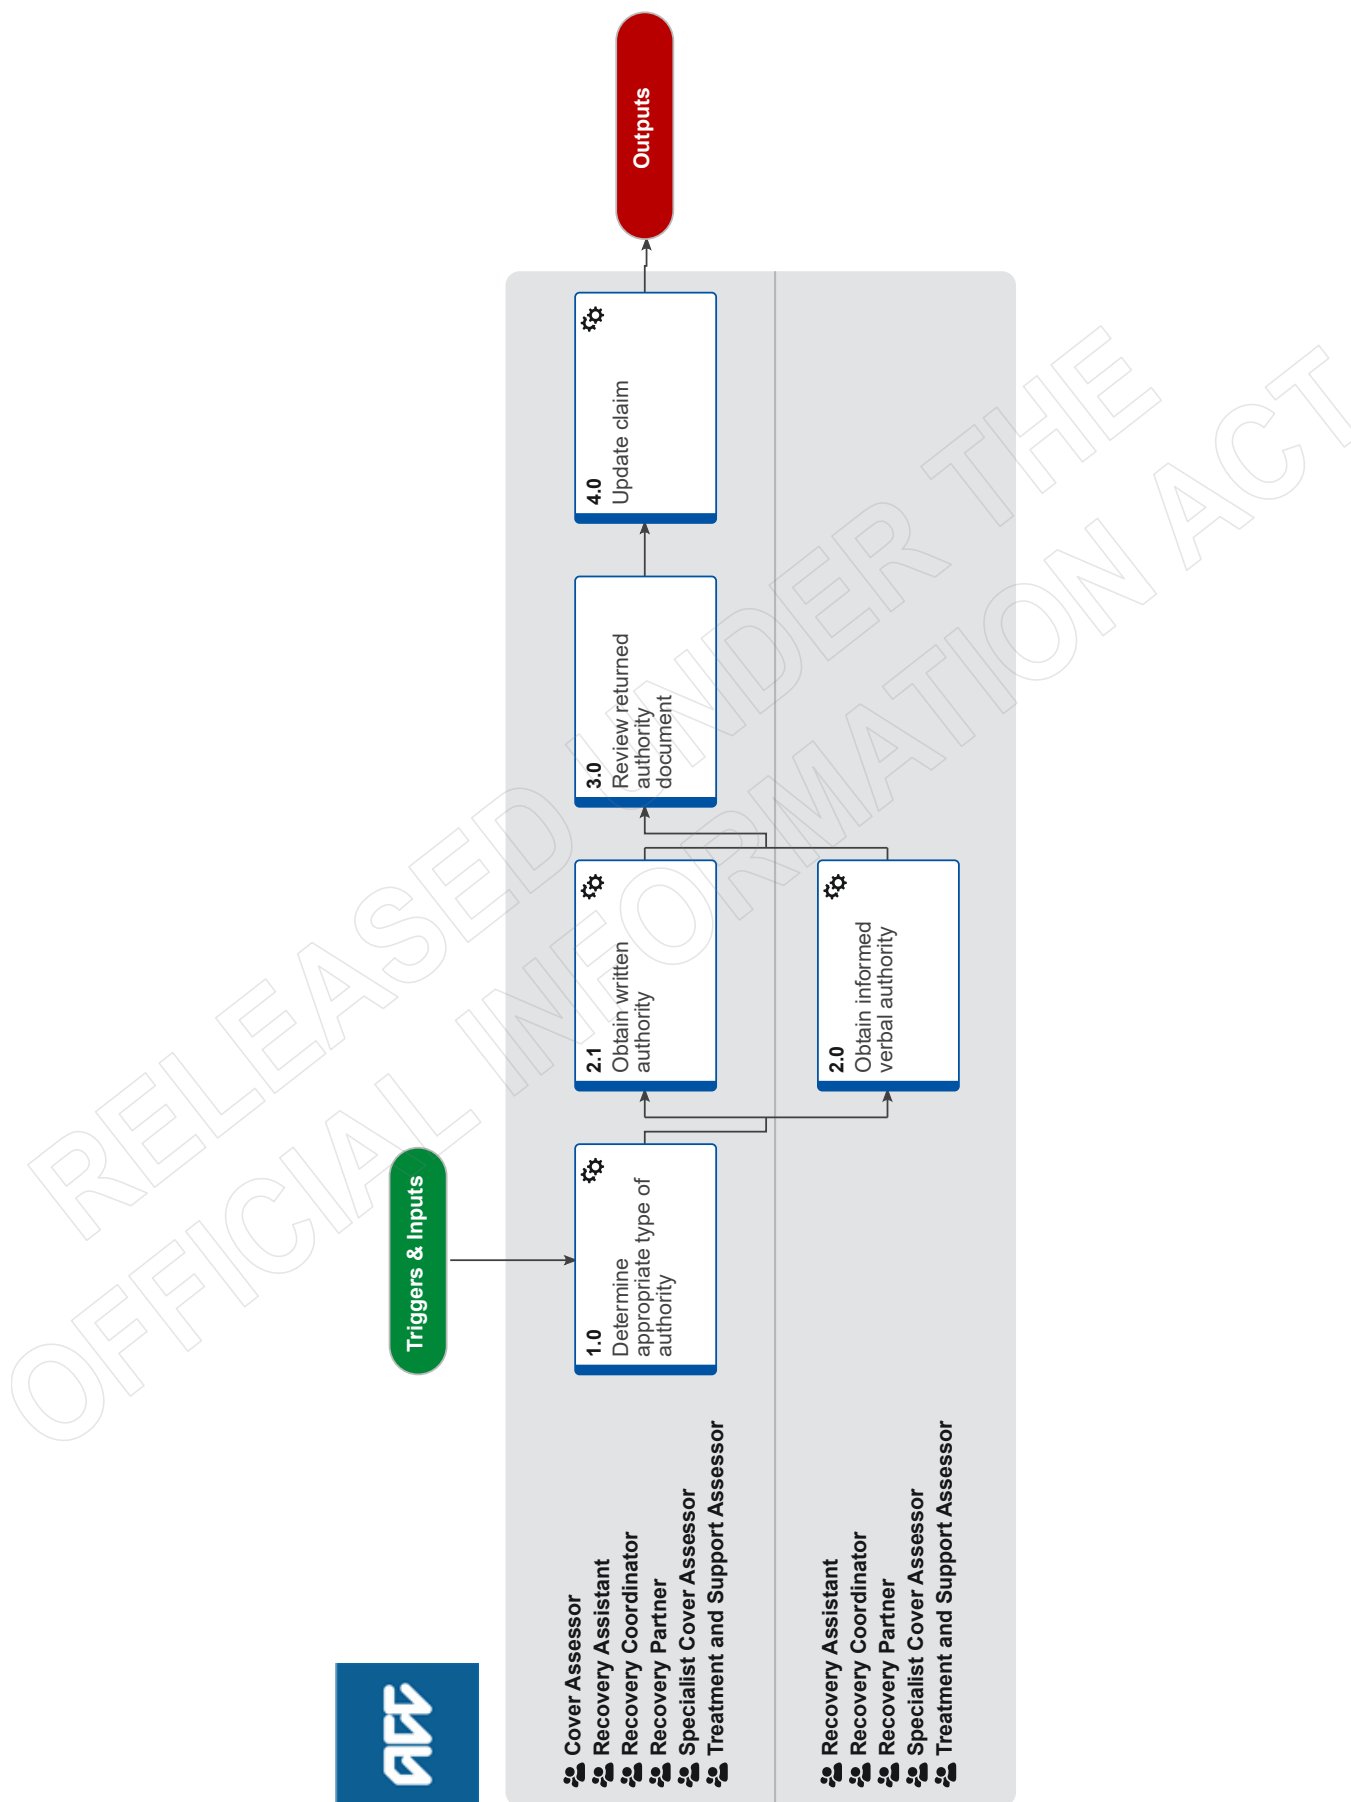 acc
Triggers & Inputs
Outputs
Cover Assessor
Recovery Assistant
Recovery Coordinator
Recovery Partner
Specialist Cover Assessor
Treatment and Support Assessor
1.0
Determine
appropriate type of
authority
2.1
Obtain written
authority
3.0
Review returned
authority
document
4.0
Update claim
Recovery Assistant
Recovery Coordinator
Recovery Partner
Specialist Cover Assessor
Treatment and Support Assessor
2.0
Obtain informed
verbal authority
RELEASED UNDER THE
OFFICIAL INFORMATION ACT